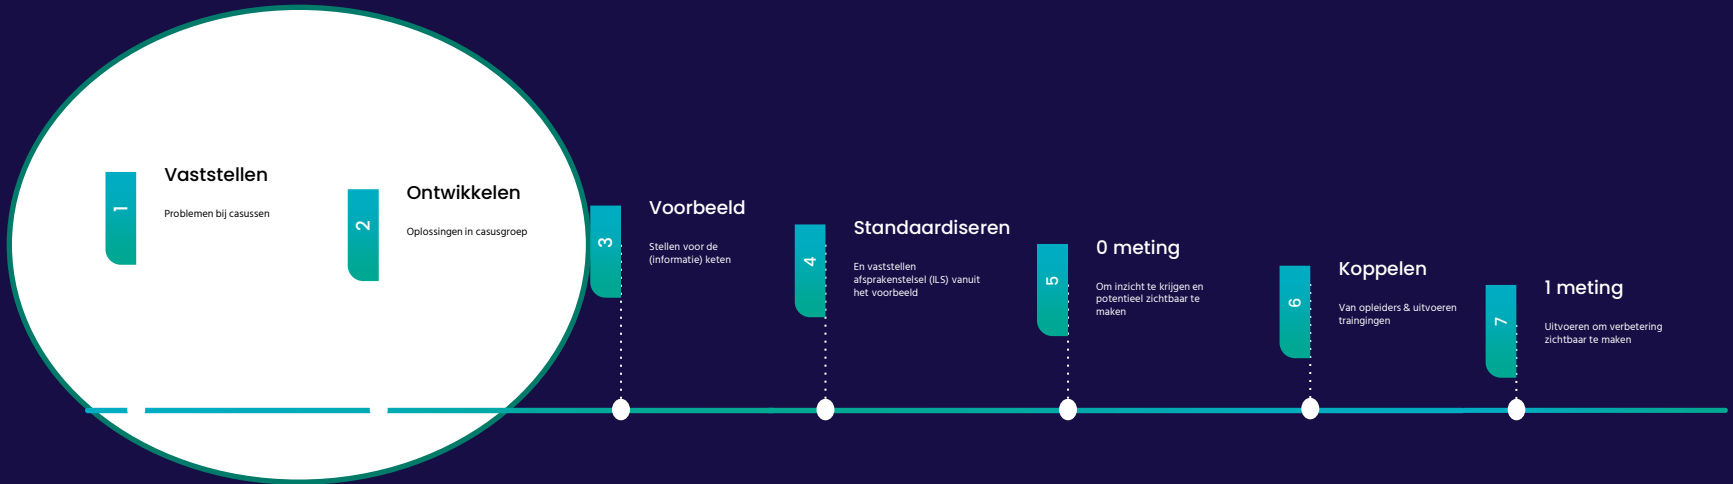 1
Vaststellen
Problemen bij casussen
2
Ontwikkelen
Oplossingen in casusgroep
3
Voorbeeld
Stellen voor de
(informatie) keten
4
Standaardiseren
En vaststellen
afsprakenstelsel (ILS) vanuit
het voorbeeld
5
0 meting
Om inzicht te krijgen en
potentieel zichtbaar te
maken
6
Koppelen
Van opleiders & uitvoeren
traingingen
7
1 meting
Uitvoeren om verbetering
zichtbaar te maken